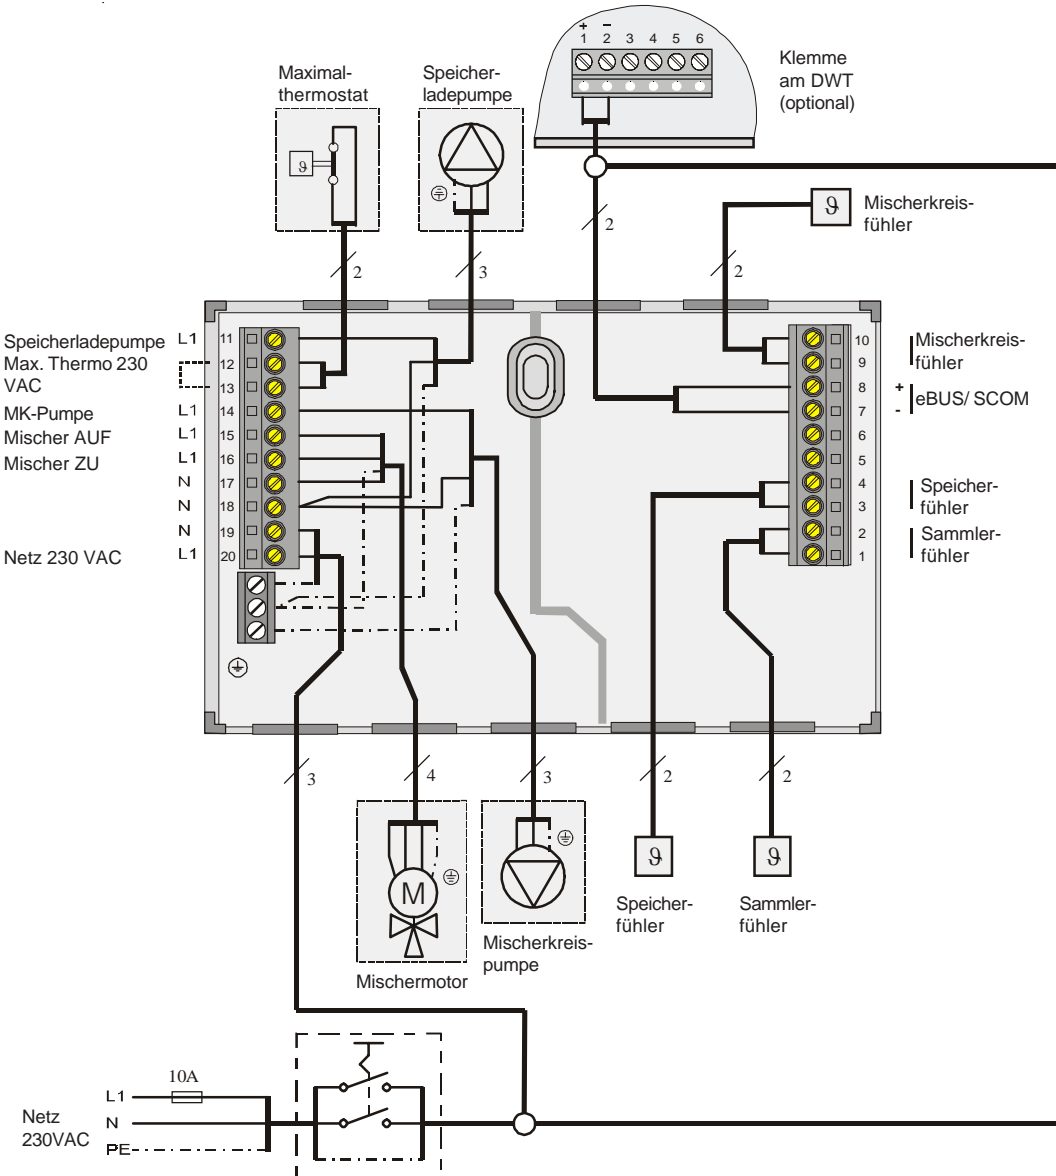 + –
1 2 3 4 5 6
Klemme
am DWT
(optional)
Maximal-
thermostat
Speicher-
ladepumpe
ϑ
ϑ
Mischerkreis-
fühler
2
3
2
2
Speicherladepumpe L1 11
Max. Thermo 230 12
VAC 13
MK-Pumpe L1 14
Mischer AUF L1 15
Mischer ZU L1 16
N 17
N 18
N 19
Netz 230 VAC L1 20
10
9
Mischerkreis-
fühler
8 +
7 -
eBUS/ SCOM
6
5
4
3
Speicher-
fühler
2
1
Sammler-
fühler
3
4
3
2
2
M
ϑ
ϑ
Speicher-
fühler
Sammler-
fühler
Mischerkreis-
pumpe
Mischermotor
10A
L1
N
PE
Netz
230VAC